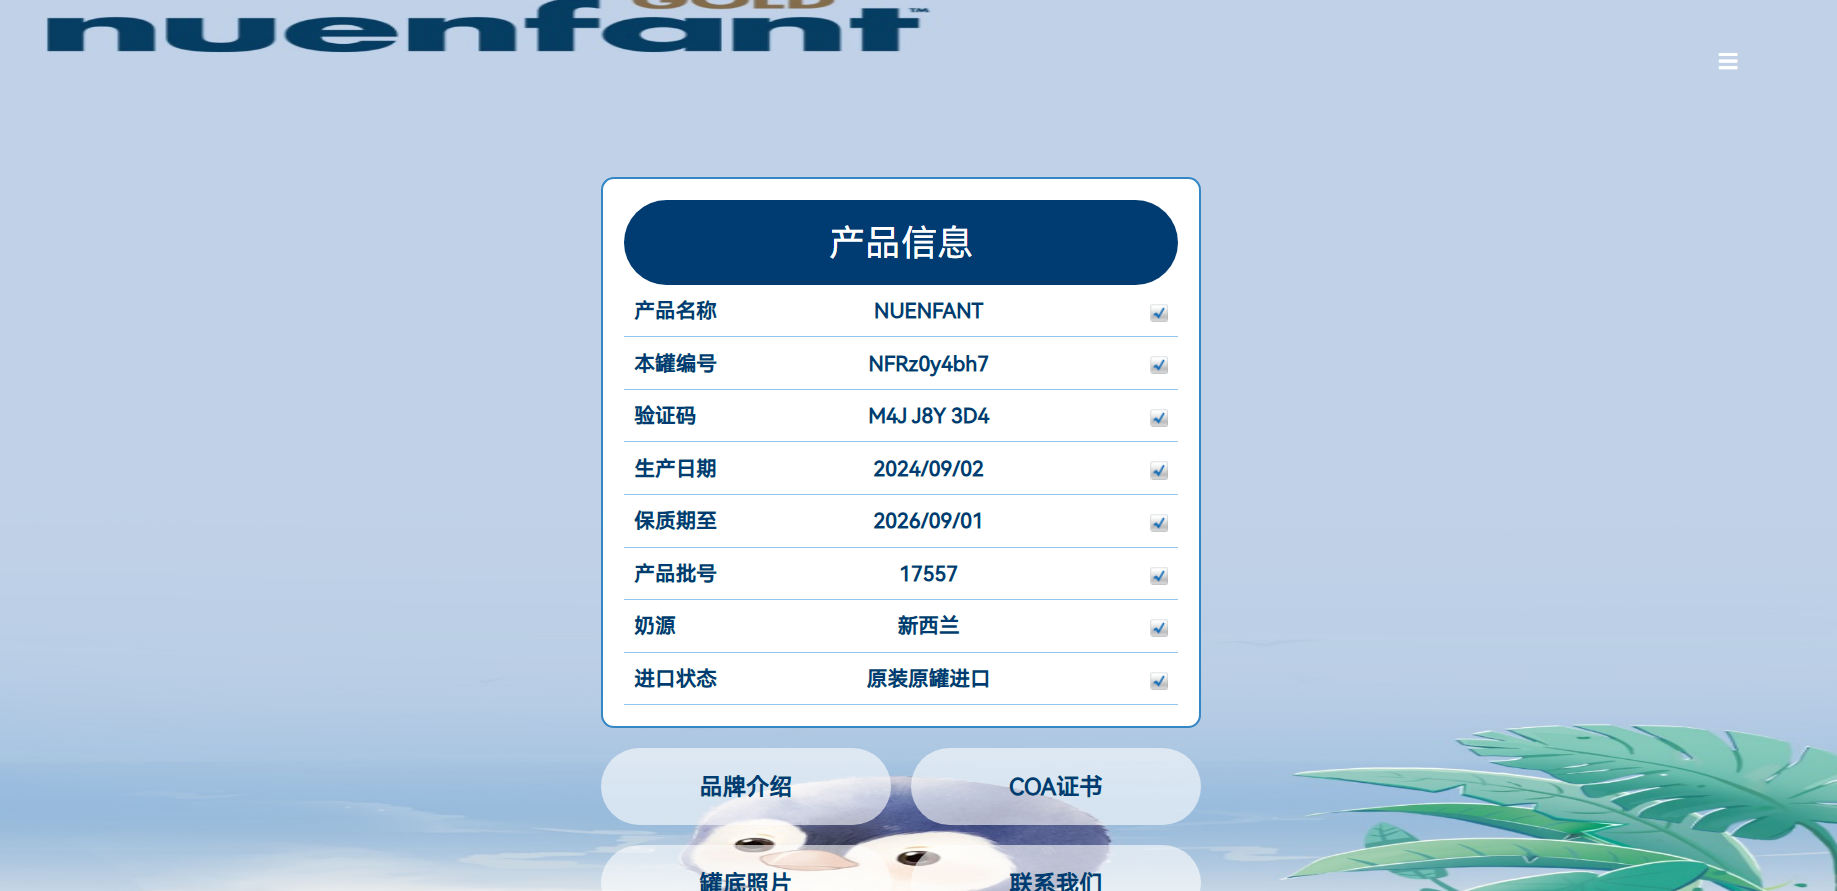 GOLD
nuenfant™
产品信息
产品名称 NUENFANT
本罐编号 NFRz0y4bh7
验证码 M4J J8Y 3D4
生产日期 2024/09/02
保质期至 2026/09/01
产品批号 17557
奶源 新西兰
进口状态 原装原罐进口
品牌介绍 COA证书
罐底照片 联系我们